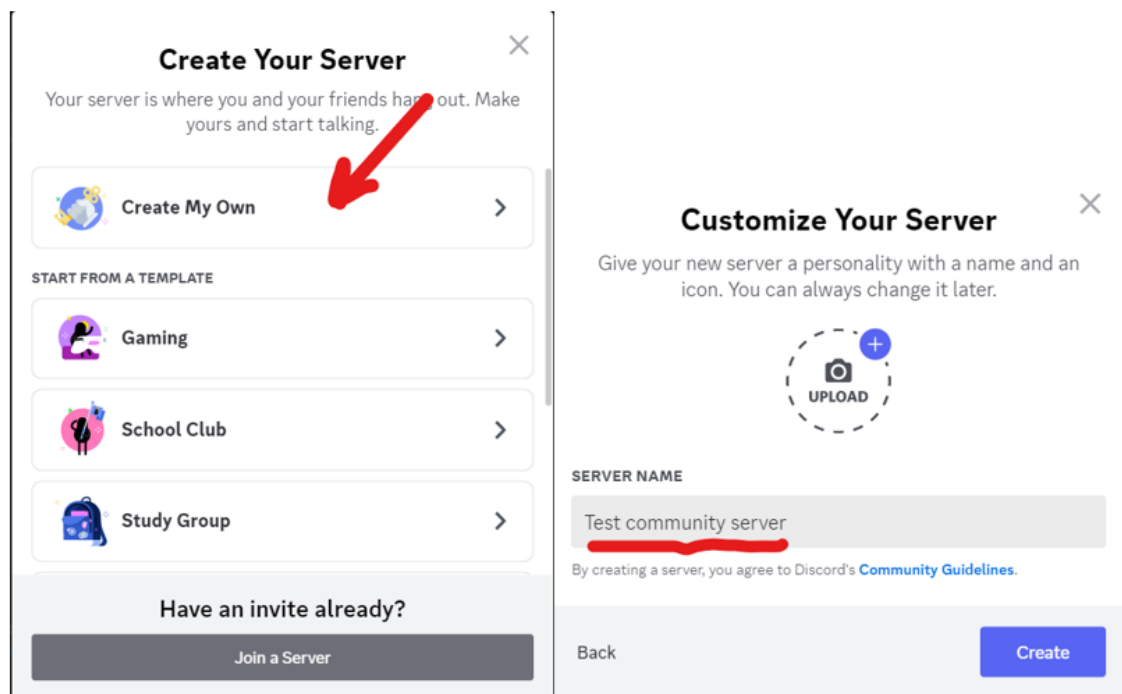 Create Your Server
Your server is where you and your friends hang out. Make
yours and start talking.
Create My Own
START FROM A TEMPLATE
Gaming
School Club
Study Group
Have an invite already?
Join a Server
Customize Your Server
Give your new server a personality with a name and an
icon. You can always change it later.
UPLOAD
SERVER NAME
Test community server
By creating a server, you agree to Discord's Community Guidelines.
Back
Create